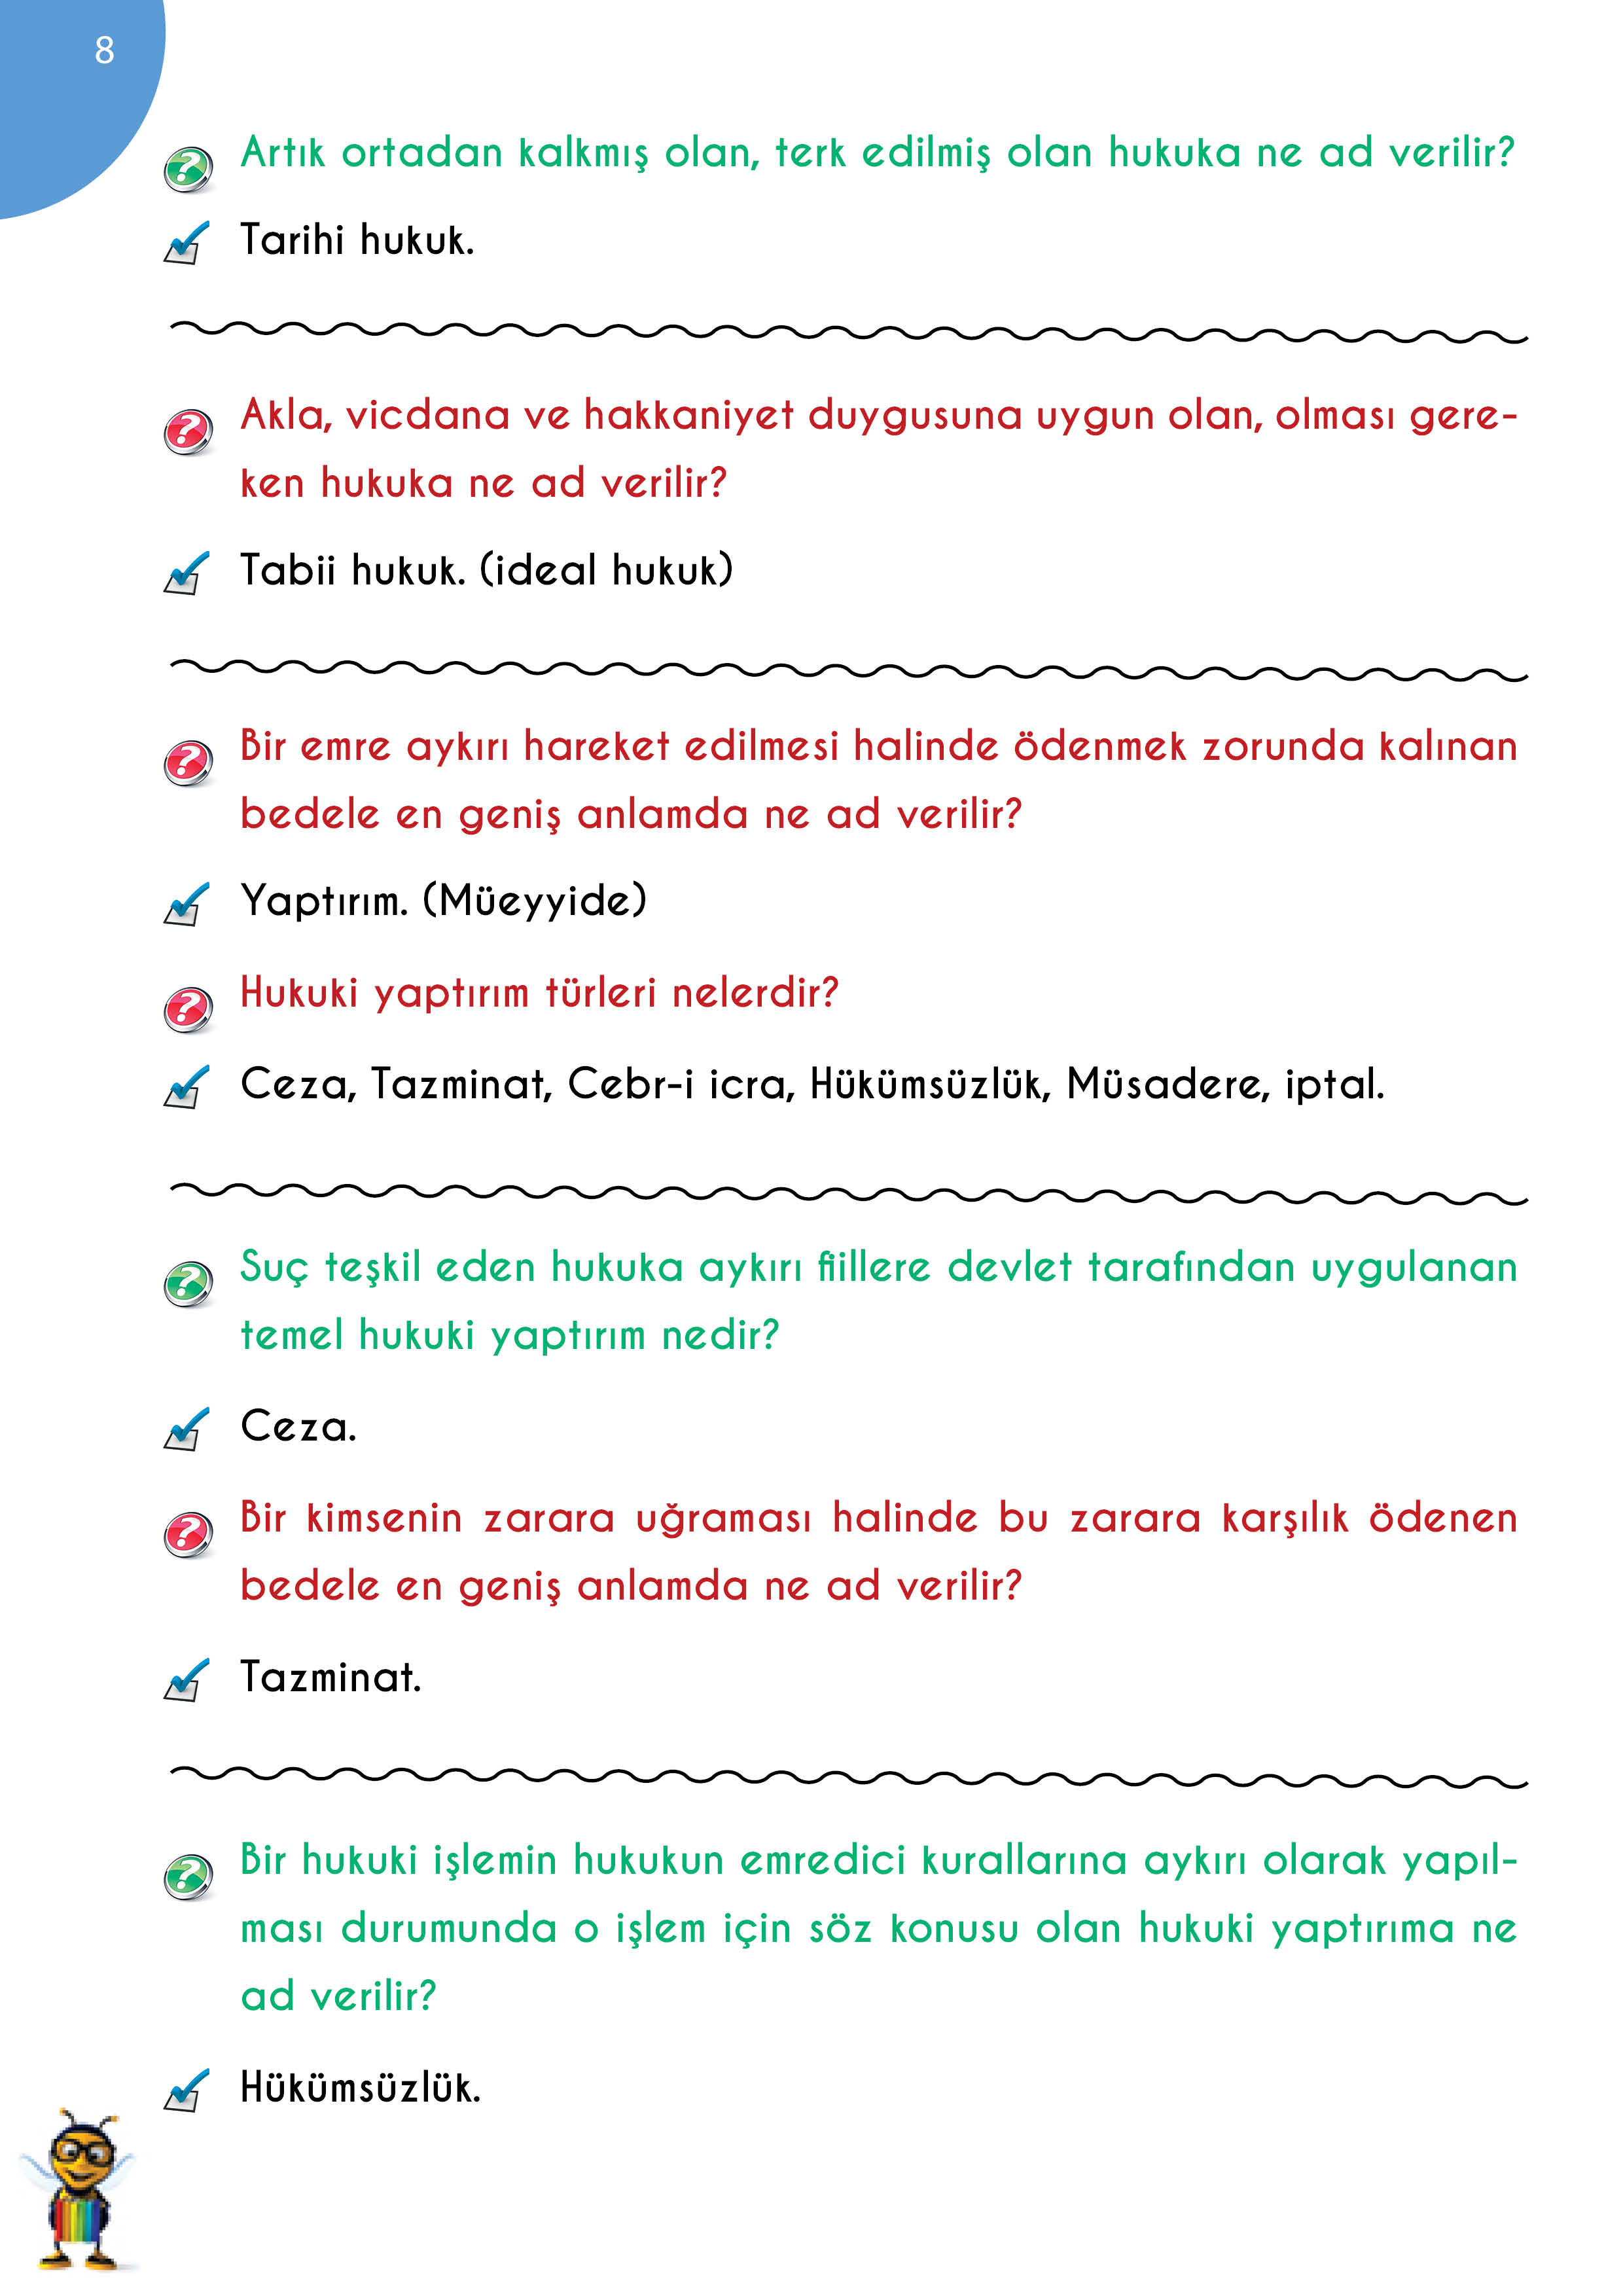 8
Artık ortadan kalkmış olan, terk edilmiş olan hukuka ne ad verilir?
Tarihi hukuk.
Akla, vicdana ve hakkaniyet duygusuna uygun olan, olması gere-
ken hukuka ne ad verilir?
Tabii hukuk. (ideal hukuk)
Bir emre aykırı hareket edilmesi halinde ödenmek zorunda kalınan
bedele en geniş anlamda ne ad verilir?
Yaptırım. (Müeyyide)
Hukuki yaptırım türleri nelerdir?
Ceza, Tazminat, Cebr-i icra, Hükümsüzlük, Müsadere, iptal.
Suç teşkil eden hukuka aykırı fiillere devlet tarafından uygulanan
temel hukuki yaptırım nedir?
Ceza.
Bir kimsenin zarara uğraması halinde bu zarara karşılık ödenen
bedele en geniş anlamda ne ad verilir?
Tazminat.
Bir hukuki işlemin hukukun emredici kurallarına aykırı olarak yapıl-
ması durumunda o işlem için söz konusu olan hukuki yaptırıma ne
ad verilir?
Hükümsüzlük.